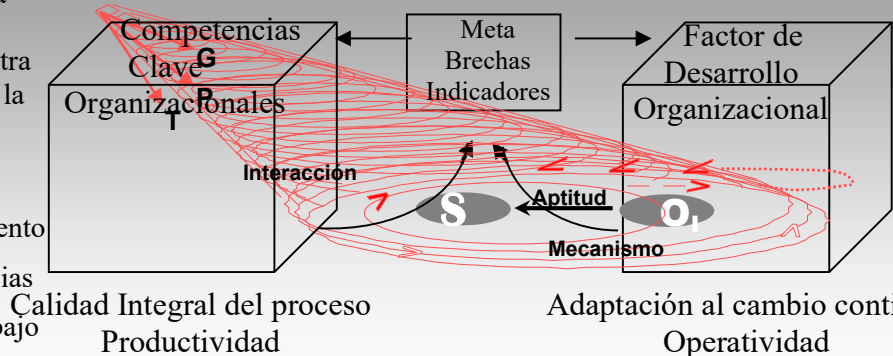 tra
la
ento
ias
bajo
Competencias
Clave
Organizacionales
G
P
T
Meta
Brechas
Indicadores
Factor de
Desarrollo
Organizacional
Interacción
S
Aptitud
O
Mecanismo
Calidad Integral del proceso
Productividad
Adaptación al cambio conti
Operatividad